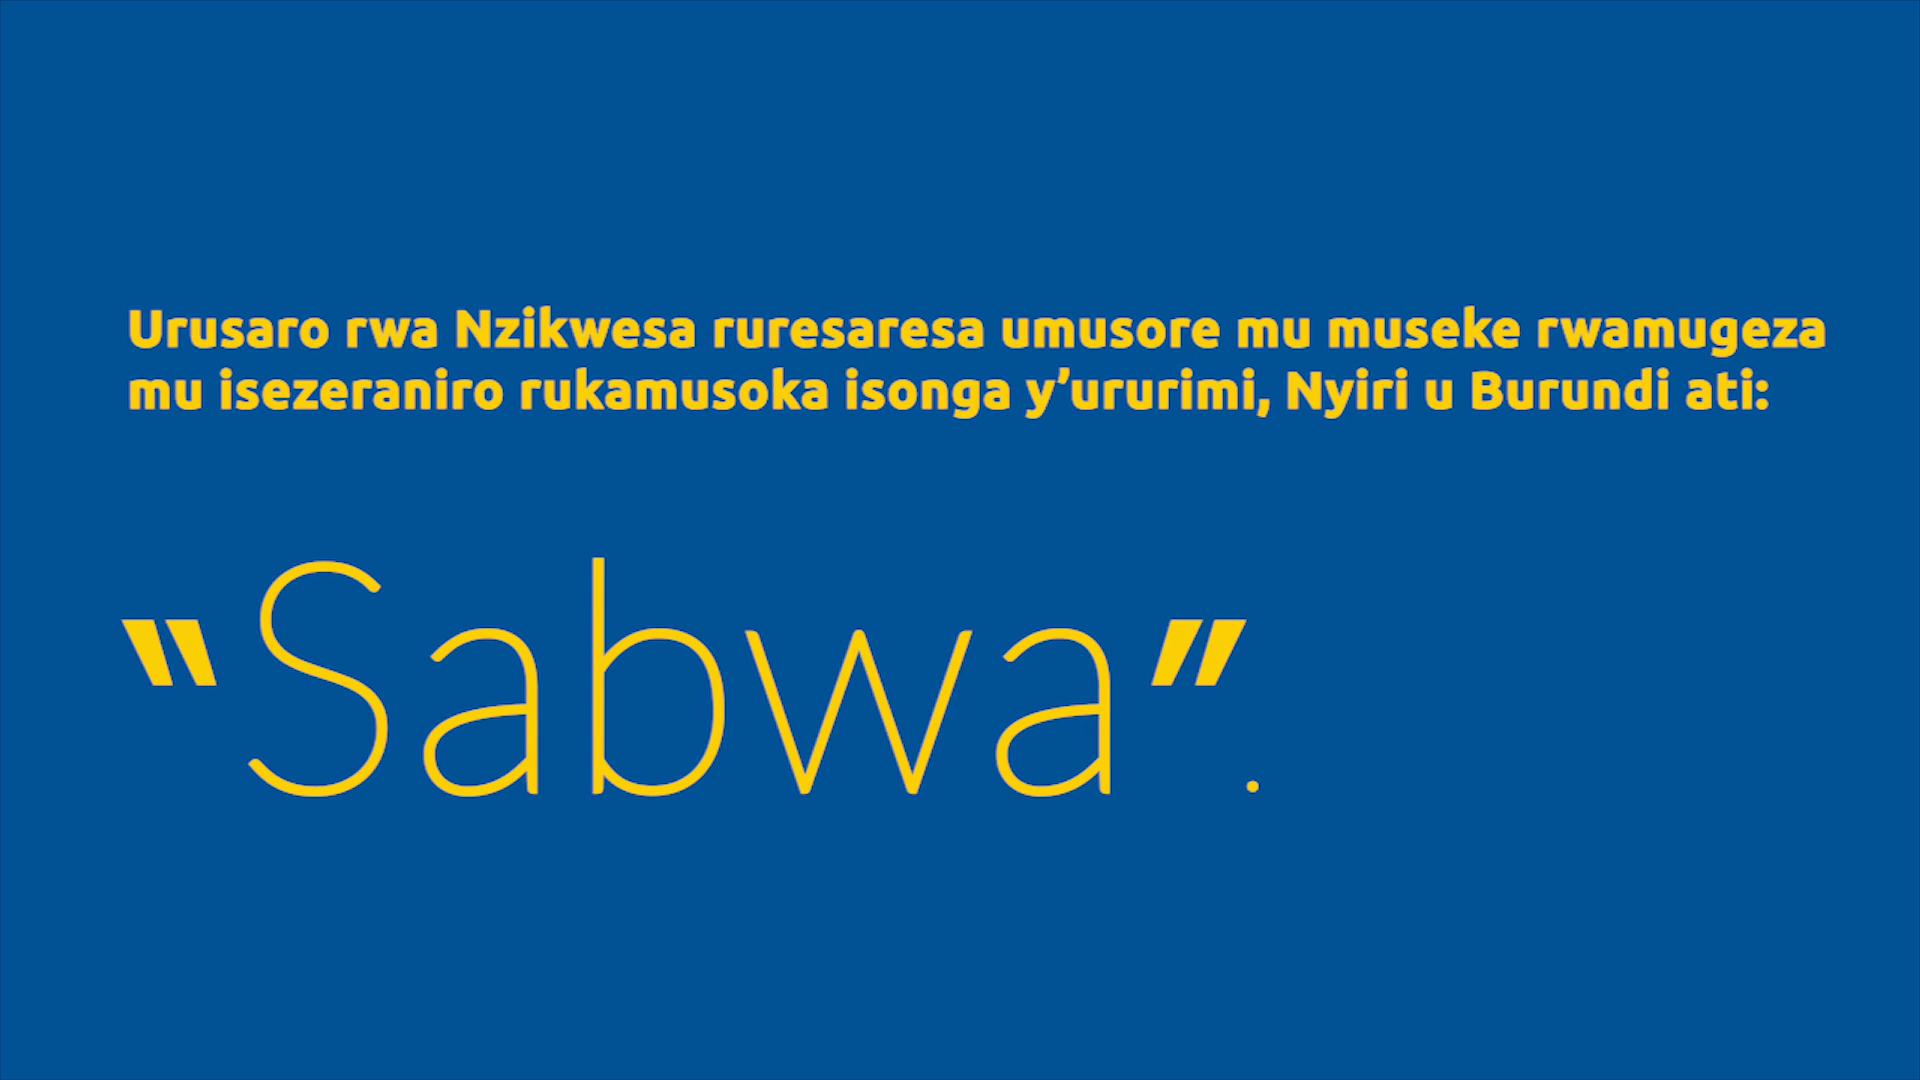 Urusaro rwa Nzikwesa ruresaresa umusore mu museke rwamugeza
mu isezeraniro rukamusoka isonga y’ururimi, Nyiri u Burundi ati:
“Sabwa”.